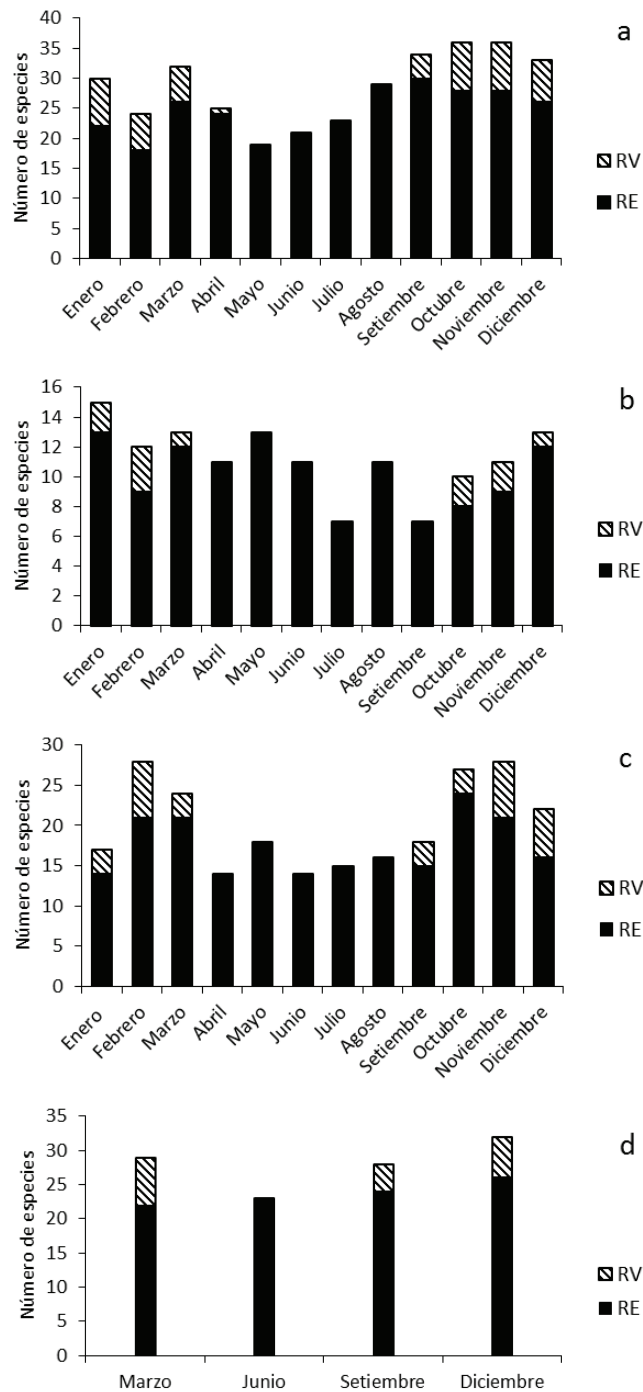 a
Número de especies
40
35
30
25
20
15
10
5
0
RV
RE
Enero
Febrero
Marzo
Abril
Mayo
Junio
Julio
Agosto
Setiembre
Octubre
Noviembre
Diciembre
b
Número de especies
16
14
12
10
8
6
4
2
0
RV
RE
Enero
Febrero
Marzo
Abril
Mayo
Junio
Julio
Agosto
Setiembre
Octubre
Noviembre
Diciembre
c
Número de especies
30
25
20
15
10
5
0
RV
RE
Enero
Febrero
Marzo
Abril
Mayo
Junio
Julio
Agosto
Setiembre
Octubre
Noviembre
Diciembre
d
Número de especies
35
30
25
20
15
10
5
0
RV
RE
Marzo
Junio
Setiembre
Diciembre